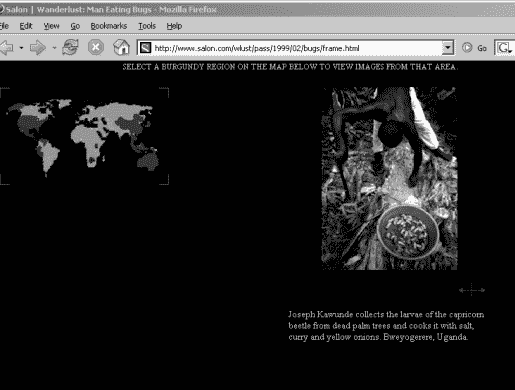 Salon | Wanderlust: Man Eating Bugs - Mozilla Firefox
File Edit View Go Bookmarks Tools Help
http://www.salon.com/wlust/pass/1999/02/bugs/frame.html Go G
SELECT A BURGUNDY REGION ON THE MAP BELOW TO VIEW IMAGES FROM THAT AREA.
Joseph Kawunde collects the larvae of the capricorn
beetle from dead palm trees and cooks it with salt,
curry and yellow onions. Bweyogerere, Uganda.